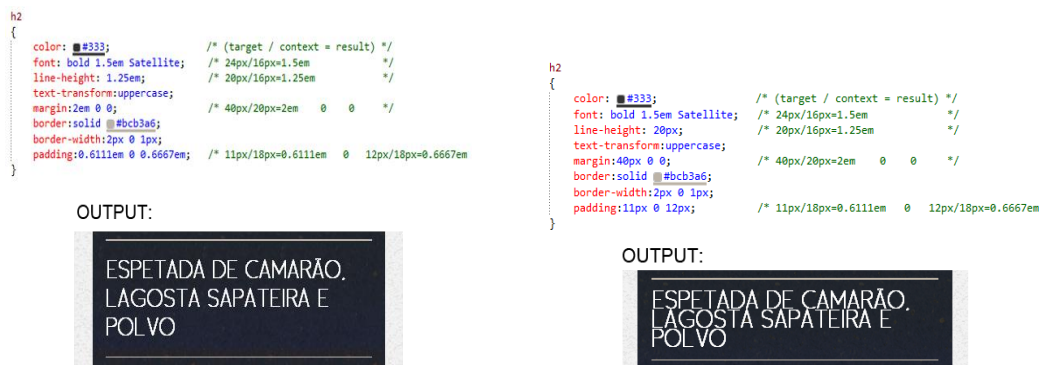 h2
{
color: #333; /* (target / context = result) */
font: bold 1.5em Satellite; /* 24px/16px=1.5em */
line-height: 1.25em; /* 20px/16px=1.25em */
text-transform:uppercase;
margin:2em 0 0; /* 40px/20px=2em 0 0 */
border:solid #bcb3a6;
border-width:2px 0 1px;
padding:0.6111em 0 0.6667em; /* 11px/18px=0.6111em 0 12px/18px=0.6667em
}
OUTPUT:
ESPETADA DE CAMARÃO,
LAGOSTA SAPATEIRA E
POLVO
h2
{
color: #333; /* (target / context = result) */
font: bold 1.5em Satellite; /* 24px/16px=1.5em */
line-height: 20px; /* 20px/16px=1.25em */
text-transform:uppercase;
margin:40px 0 0; /* 40px/20px=2em 0 0 */
border:solid #bcb3a6;
border-width:2px 0 1px;
padding:11px 0 12px; /* 11px/18px=0.6111em 0 12px/18px=0.6667em
}
OUTPUT:
ESPETADA DE CAMARÃO,
LAGOSTA SAPATEIRA E
POLVO